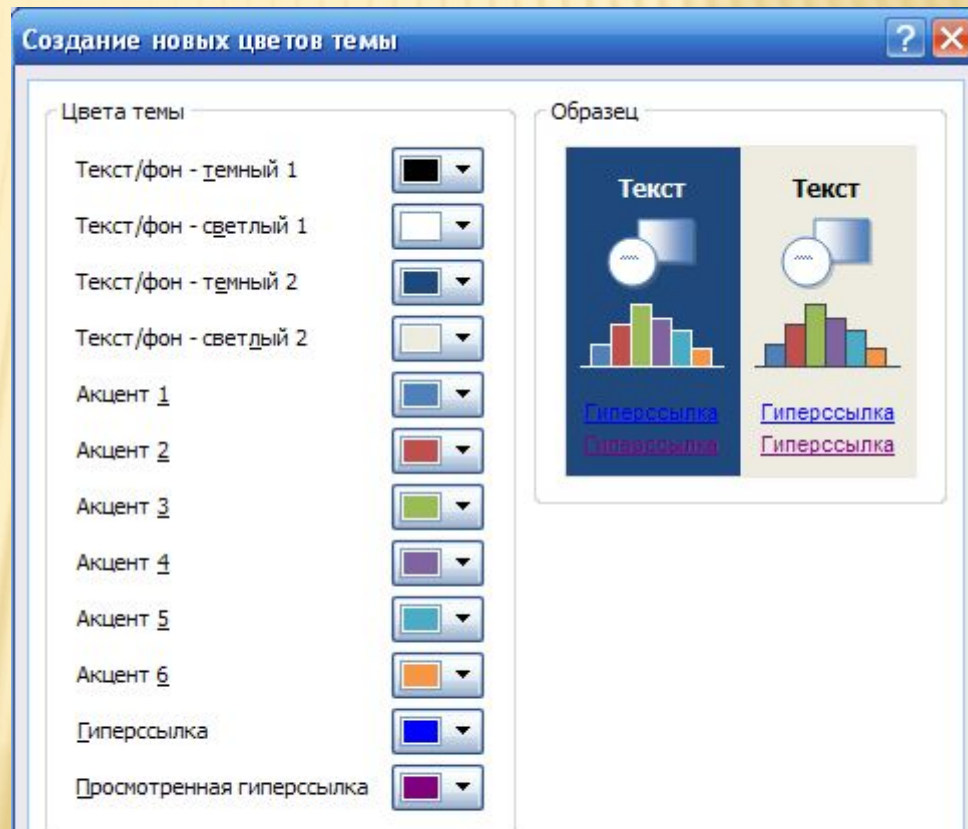 Создание новых цветов темы
Цвета темы
Текст/фон - темный 1
Текст/фон - светлый 1
Текст/фон - темный 2
Текст/фон - светлый 2
Акцент 1
Акцент 2
Акцент 3
Акцент 4
Акцент 5
Акцент 6
Гиперссылка
Просмотренная гиперссылка
Образец
Текст Текст
Гиперссылка Гиперссылка
Гиперссылка Гиперссылка